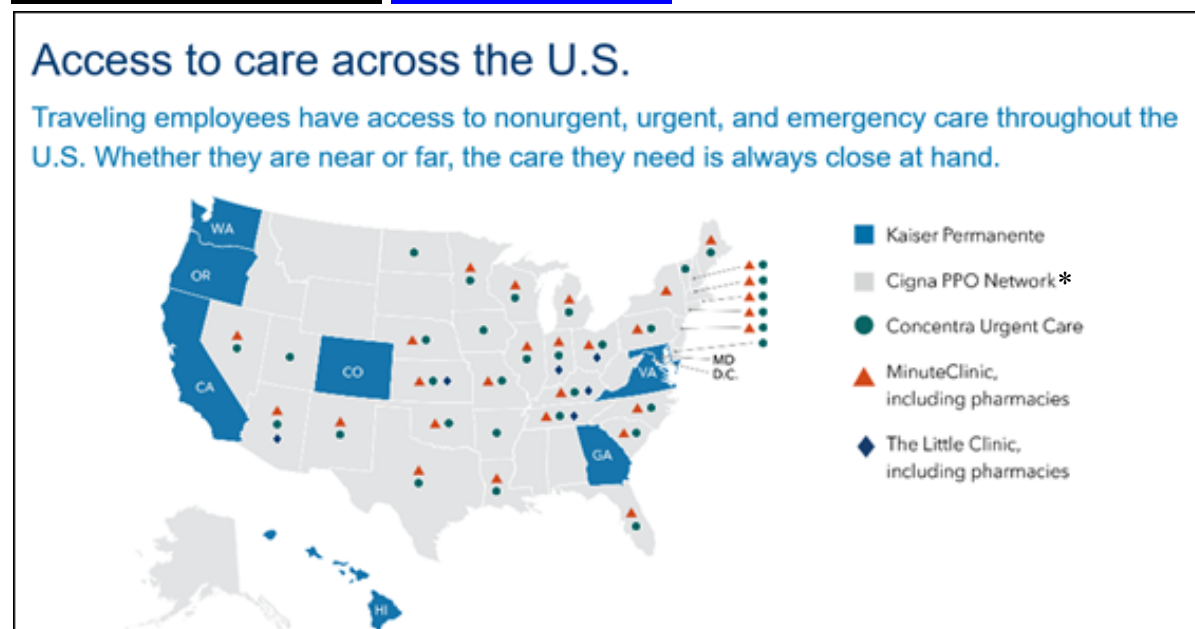 Access to care across the U.S.
Traveling employees have access to nonurgent, urgent, and emergency care throughout the
U.S. Whether they are near or far, the care they need is always close at hand.
WA
OR
CA
CO
VA
MD
D.C.
GA
HI
Kaiser Permanente
Cigna PPO Network*
Concentra Urgent Care
MinuteClinic,
including pharmacies
The Little Clinic,
including pharmacies